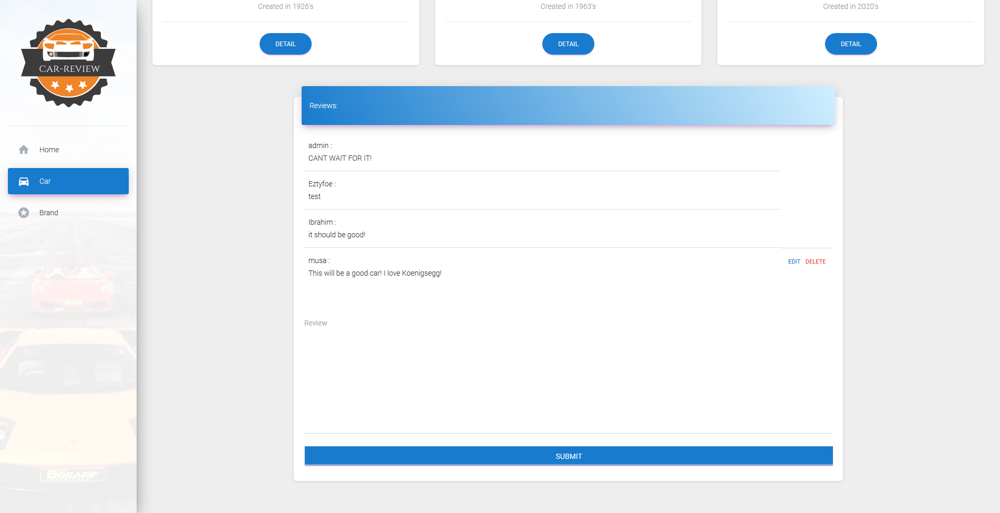 CAR-REVIEW
Home
Car
Brand
6GEAR
EXPERIENCE
Created in 1926's
Created in 1963's
Created in 2020's
DETAIL
DETAIL
DETAIL
Reviews:
admin :
CANT WAIT FOR IT!
Eztyfoe :
test
Ibrahim :
it should be good!
musa :
This will be a good car! I love Koenigsegg!
EDIT DELETE
Review
SUBMIT